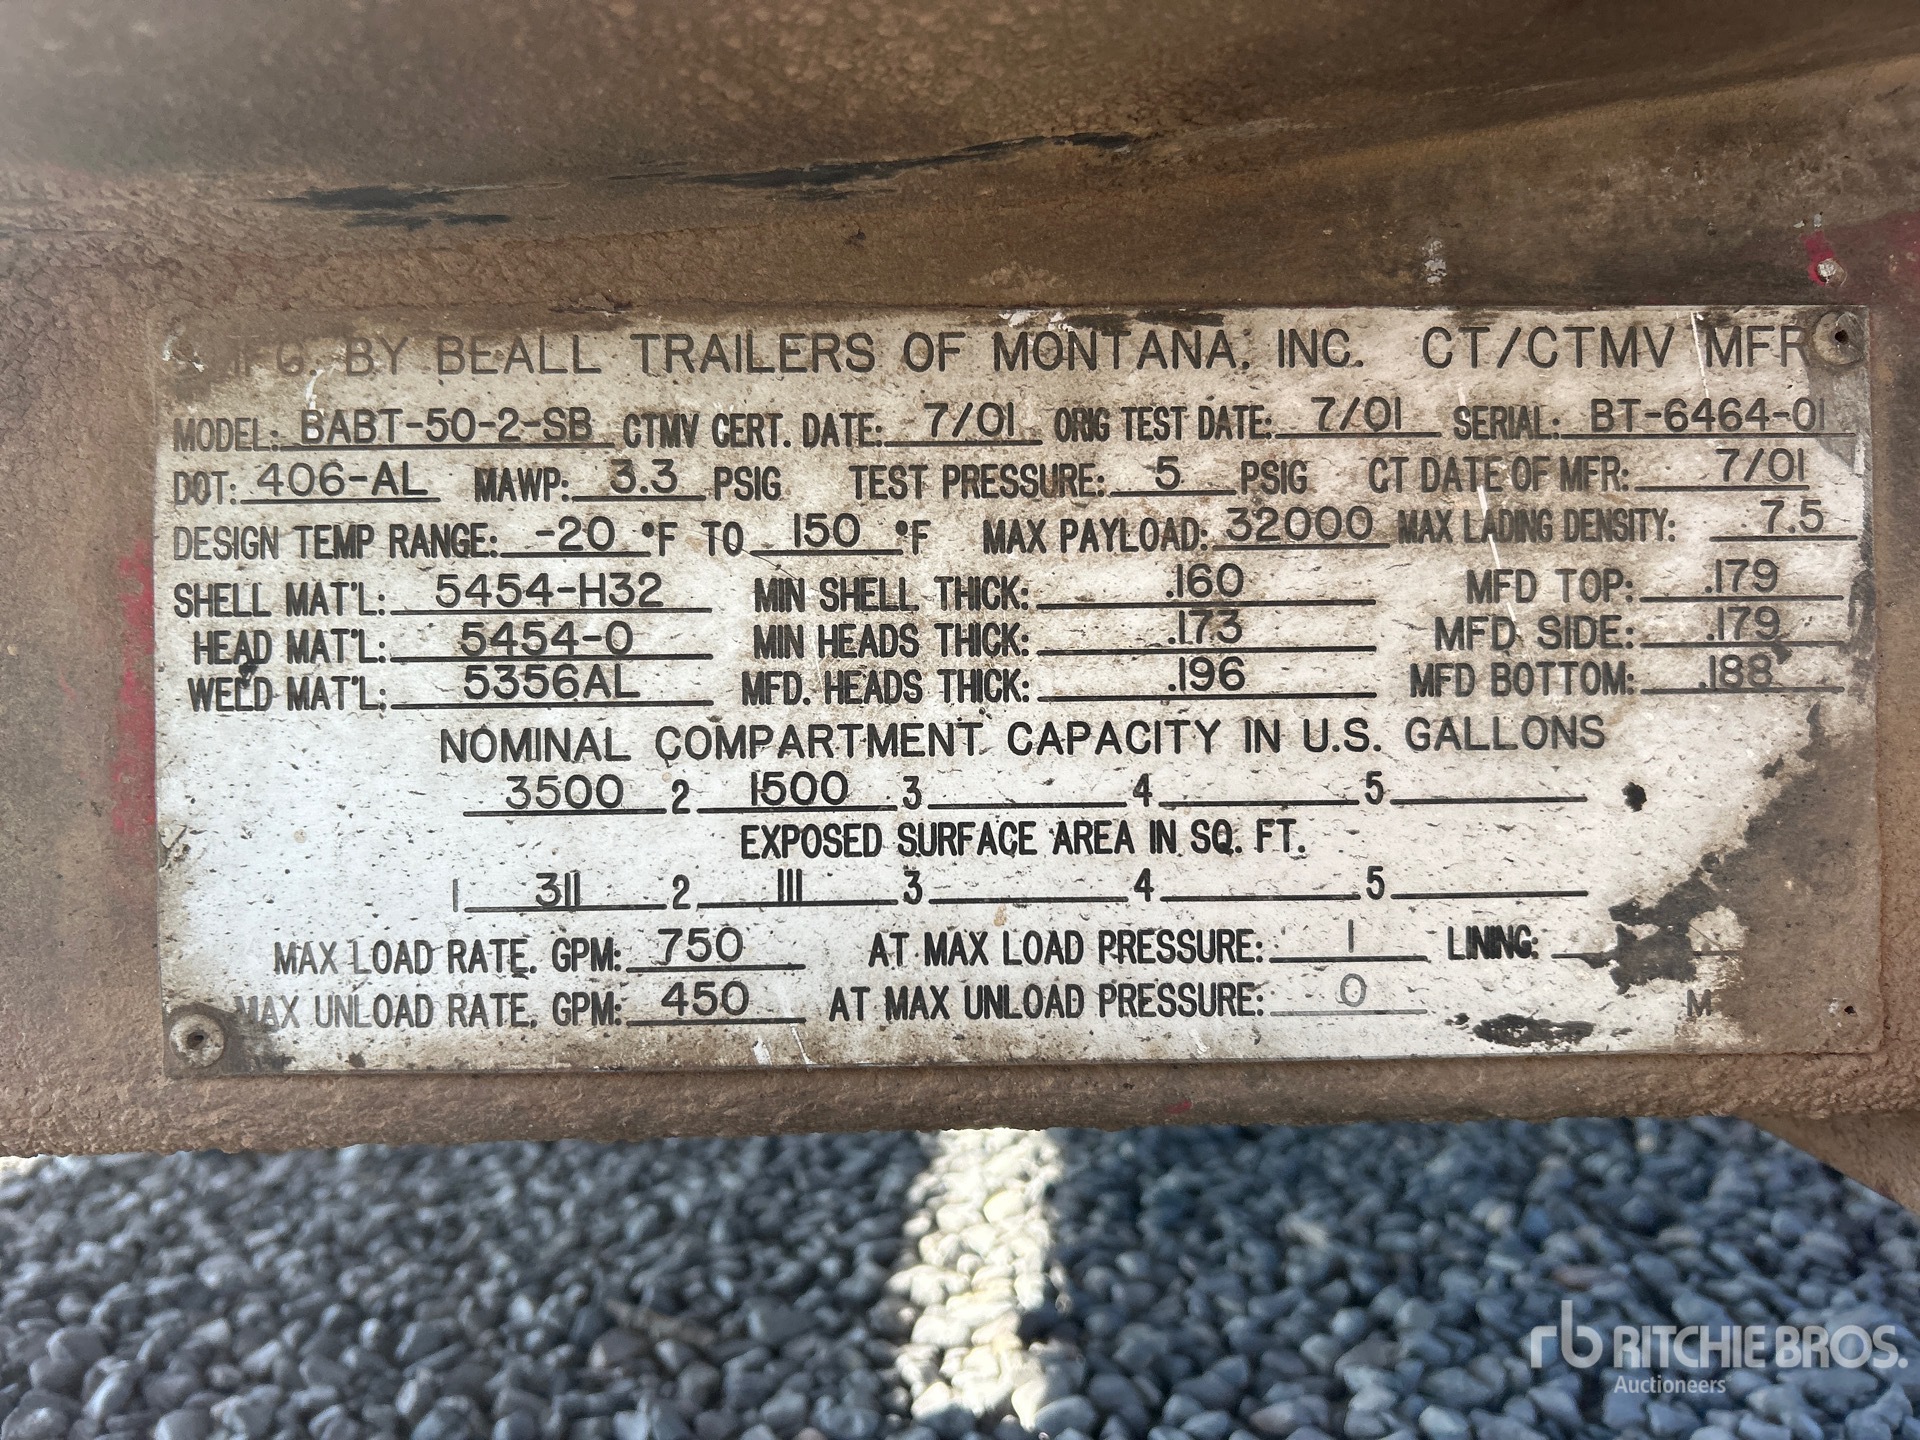 MFG. BY BEALL TRAILERS OF MONTANA, INC. CT/CTMV MFR
MODEL: BABT-50-2-SB CTMV CERT. DATE: 7/01 ORIG TEST DATE: 7/01 SERIAL: BT-6464-01
DOT: 406-AL MAWP: 3.3 PSIG TEST PRESSURE: 5 PSIG CT DATE OF MFR: 7/01
DESIGN TEMP RANGE: -20 °F TO 150 °F MAX PAYLOAD: 32000 MAX LADING DENSITY: 7.5
SHELL MAT'L: 5454-H32 MIN SHELL THICK: .160 MFD TOP: .179
HEAD MAT'L: 5454-0 MIN HEADS THICK: .173 MFD SIDE: .179
WELD MAT'L: 5356AL MFD. HEADS THICK: .196 MFD BOTTOM: .188
NOMINAL COMPARTMENT CAPACITY IN U.S. GALLONS
3500 2 1500 3 4 5
EXPOSED SURFACE AREA IN SQ. FT.
1 311 2 111 3 4 5
MAX LOAD RATE, GPM: 750 AT MAX LOAD PRESSURE: 1 LINING:
MAX UNLOAD RATE, GPM: 450 AT MAX UNLOAD PRESSURE: 0 M
rb RITCHIE BROS.
Auctioneers